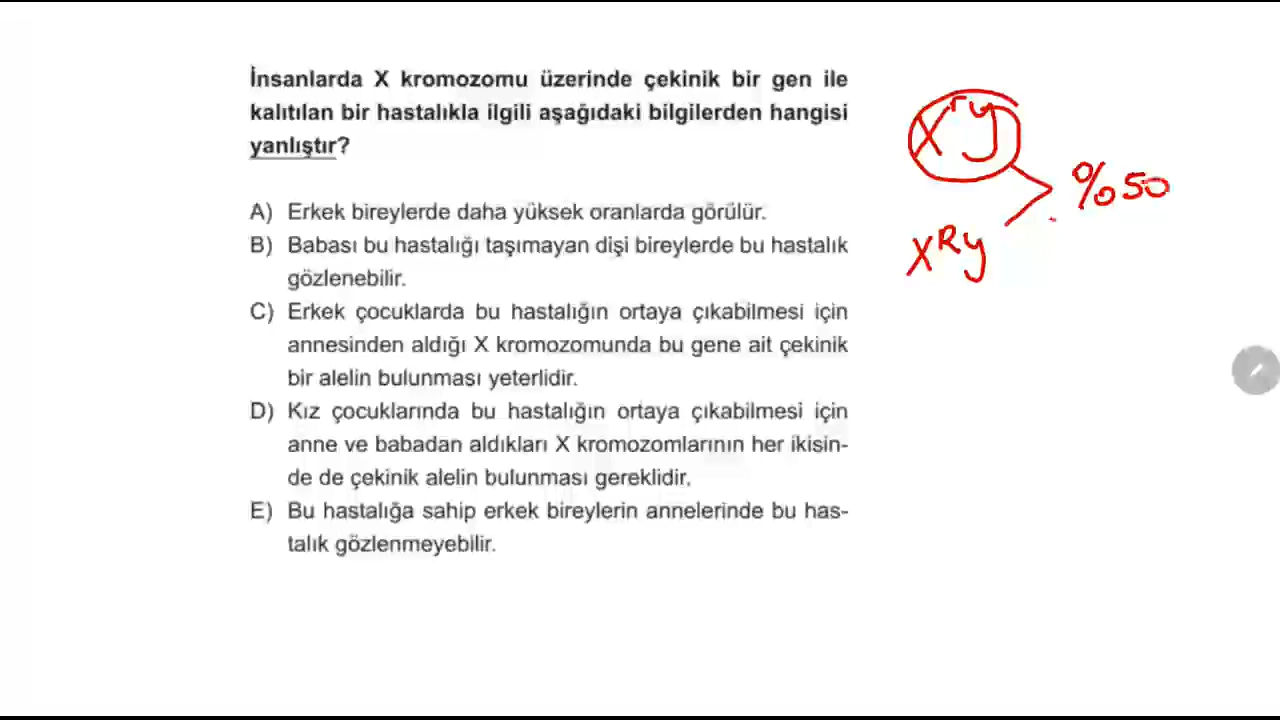 İnsanlarda X kromozomu üzerinde çekinik bir gen ile
kalıtılan bir hastalıkla ilgili aşağıdaki bilgilerden hangisi
yanlıştır?
A) Erkek bireylerde daha yüksek oranlarda görülür.
B) Babası bu hastalığı taşımayan dişi bireylerde bu hastalık
gözlenebilir.
C) Erkek çocuklarda bu hastalığın ortaya çıkabilmesi için
annesinden aldığı X kromozomunda bu gene ait çekinik
bir alelin bulunması yeterlidir.
D) Kız çocuklarında bu hastalığın ortaya çıkabilmesi için
anne ve babadan aldıkları X kromozomlarının her ikisin-
de de çekinik alelin bulunması gereklidir.
E) Bu hastalığa sahip erkek bireylerin annelerinde bu has-
talık gözlenmeyebilir.
XrY
%50
XRY